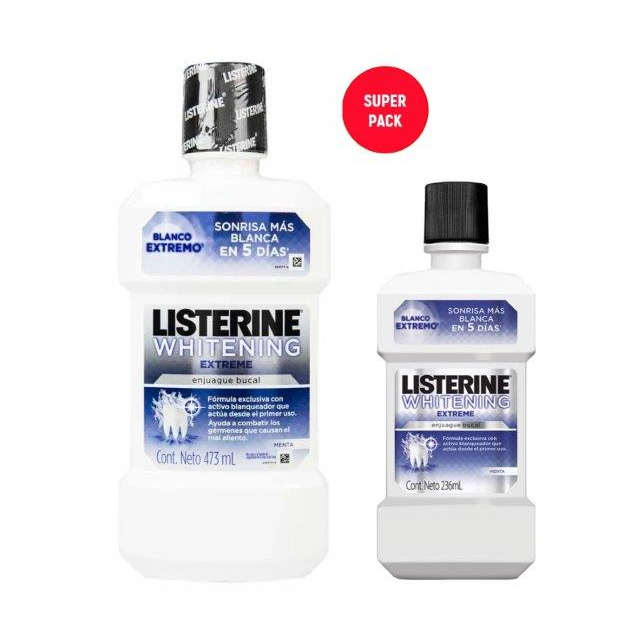 LISTERINE
SUPER
PACK
BLANCO
EXTREMO
SONRISA MÁS
BLANCA
EN 5 DÍAS
LISTERINE
WHITENING
EXTREME
enjuague bucal
Fórmula exclusiva con
activo blanqueador que
actúa desde el primer uso.
Ayuda a combatir los
gérmenes que causan el
mal aliento.
MENTA
Cont. Neto 473 mL
BLANCO
EXTREMO
SONRISA MÁS
BLANCA
EN 5 DÍAS
LISTERINE
WHITENING
EXTREME
enjuague bucal
Fórmula exclusiva con
activo blanqueador que
actúa desde el primer uso.
MENTA
Cont. Neto 236mL